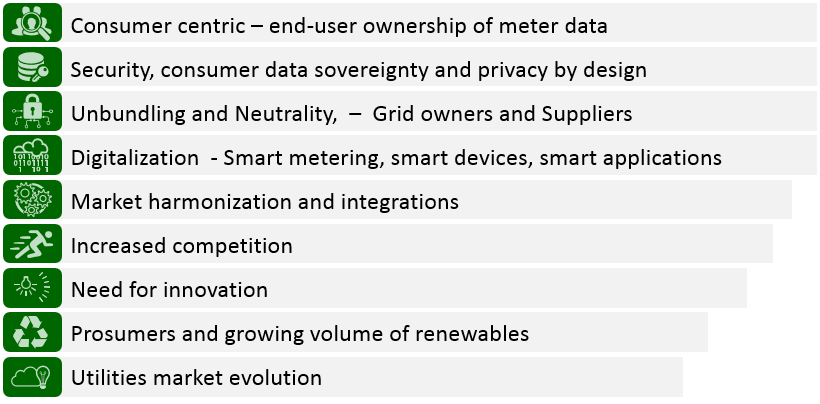 Consumer centric – end-user ownership of meter data
Security, consumer data sovereignty and privacy by design
Unbundling and Neutrality, – Grid owners and Suppliers
Digitalization - Smart metering, smart devices, smart applications
Market harmonization and integrations
Increased competition
Need for innovation
Prosumers and growing volume of renewables
Utilities market evolution